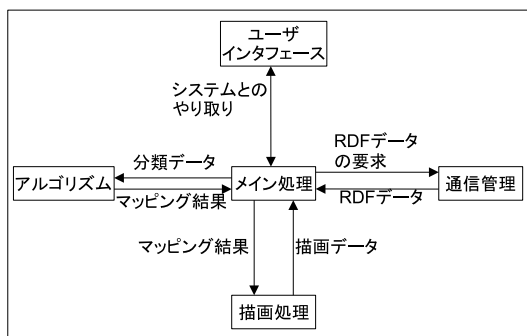 ユーザ
インタフェース
システムとの
やり取り
RDFデータ
の要求
分類データ
アルゴリズム
メイン処理
通信管理
マッピング結果
RDFデータ
マッピング結果
描画データ
描画処理